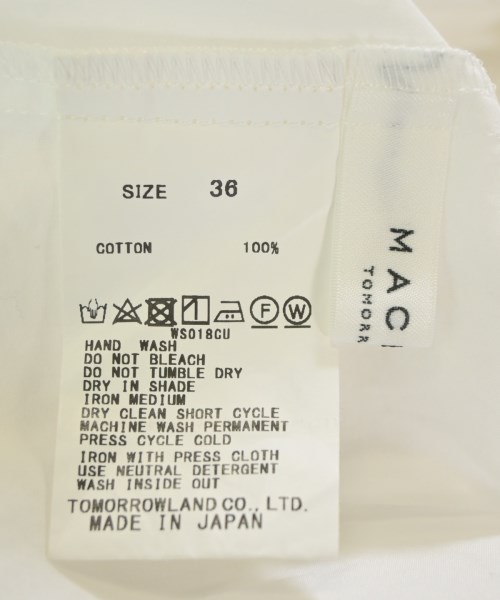 SIZE 36
COTTON 100%
F W
WS018CU
HAND WASH
DO NOT BLEACH
DO NOT TUMBLE DRY
DRY IN SHADE
IRON MEDIUM
DRY CLEAN SHORT CYCLE
MACHINE WASH PERMANENT
PRESS CYCLE COLD
IRON WITH PRESS CLOTH
USE NEUTRAL DETERGENT
WASH INSIDE OUT
TOMORROWLAND CO., LTD.
MADE IN JAPAN
MAC
TOMORR